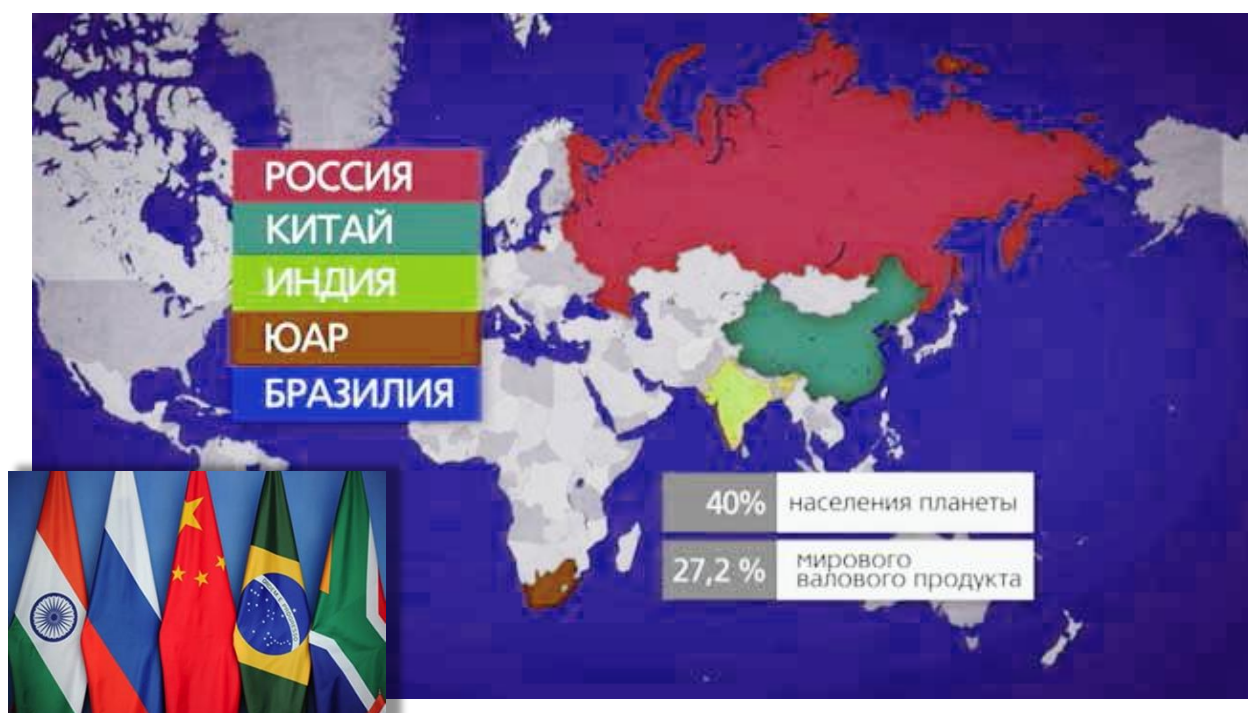 РОССИЯ
КИТАЙ
ИНДИЯ
ЮАР
БРАЗИЛИЯ
40% населения планеты
27,2 % мирового
валового продукта